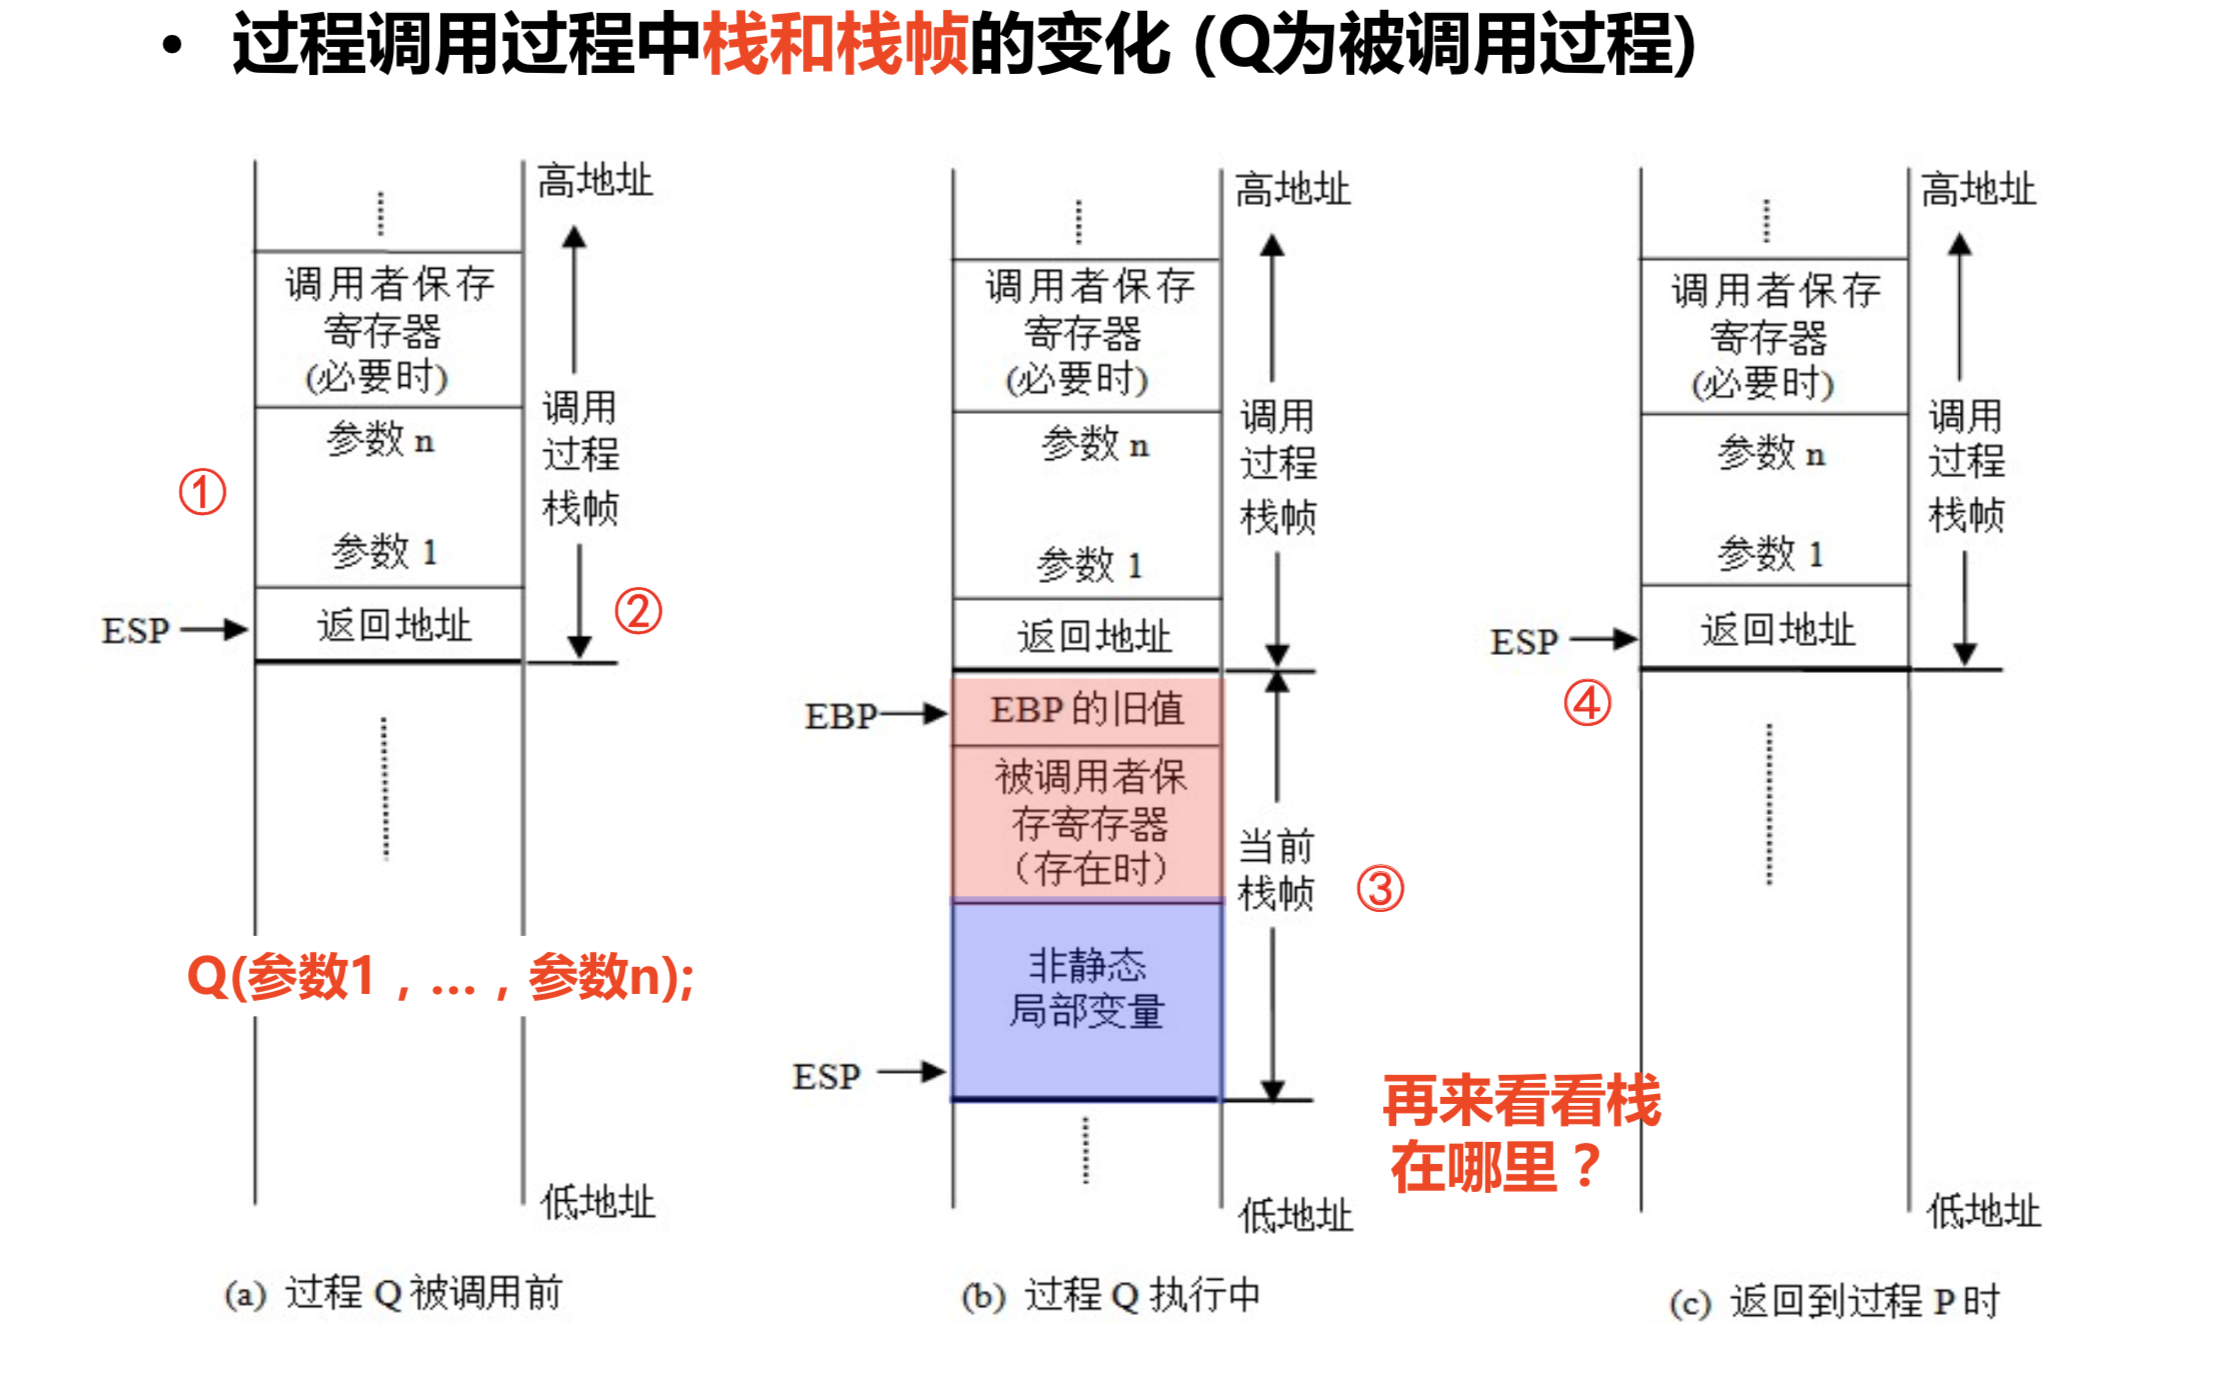 • 过程调用过程中栈和栈帧的变化 (Q为被调用过程)
高地址
调用者保存
寄存器
(必要时)
参数 n
①
参数 1
ESP
返回地址
调用
过程
栈帧
②
Q(参数1，…，参数n);
低地址
(a) 过程 Q 被调用前
高地址
调用者保存
寄存器
(必要时)
参数 n
参数 1
返回地址
调用
过程
栈帧
EBP
EBP 的旧值
被调用者保
存寄存器
（存在时）
当前
栈帧
③
非静态
局部变量
ESP
低地址
(b) 过程 Q 执行中
高地址
调用者保存
寄存器
(必要时)
参数 n
参数 1
ESP
返回地址
调用
过程
栈帧
④
再来看看栈
在哪里？
低地址
(c) 返回到过程 P 时